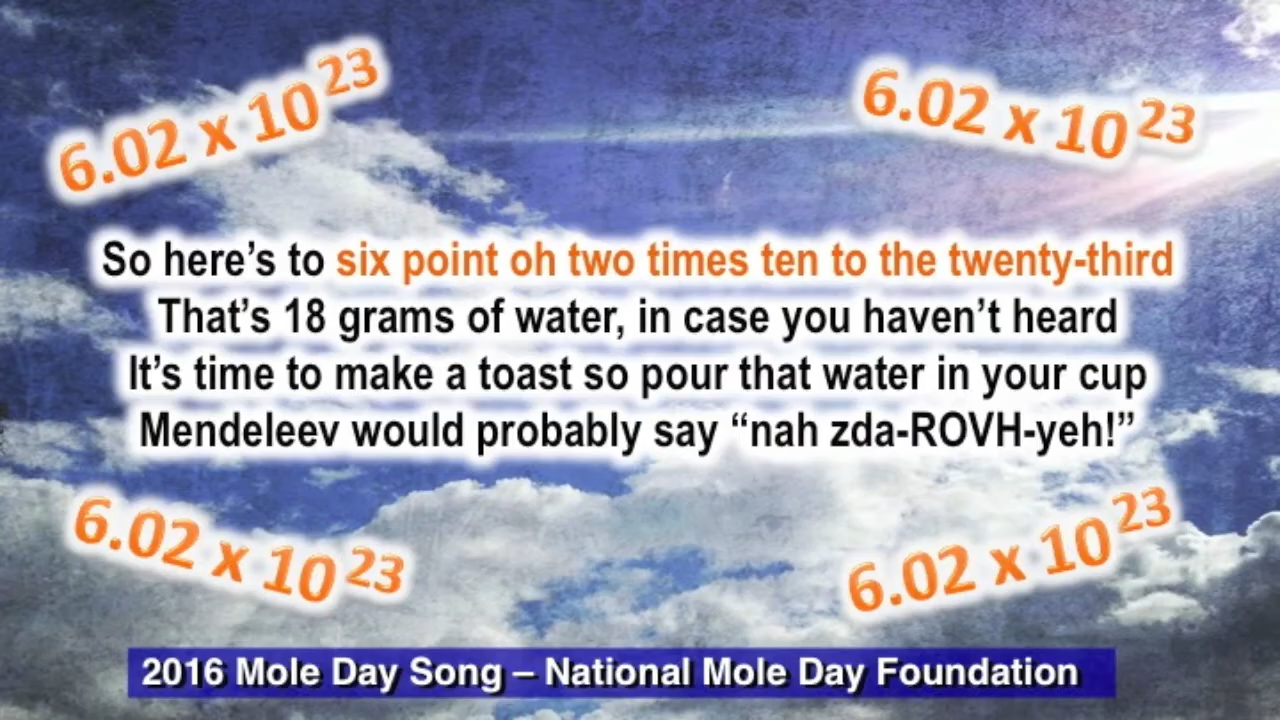 6.02 x 10²³
6.02 x 10²³
So here's to six point oh two times ten to the twenty-third
That's 18 grams of water, in case you haven't heard
It's time to make a toast so pour that water in your cup
Mendeleev would probably say “nah zda-ROVH-yeh!”
6.02 x 10²³
6.02 x 10²³
2016 Mole Day Song – National Mole Day Foundation